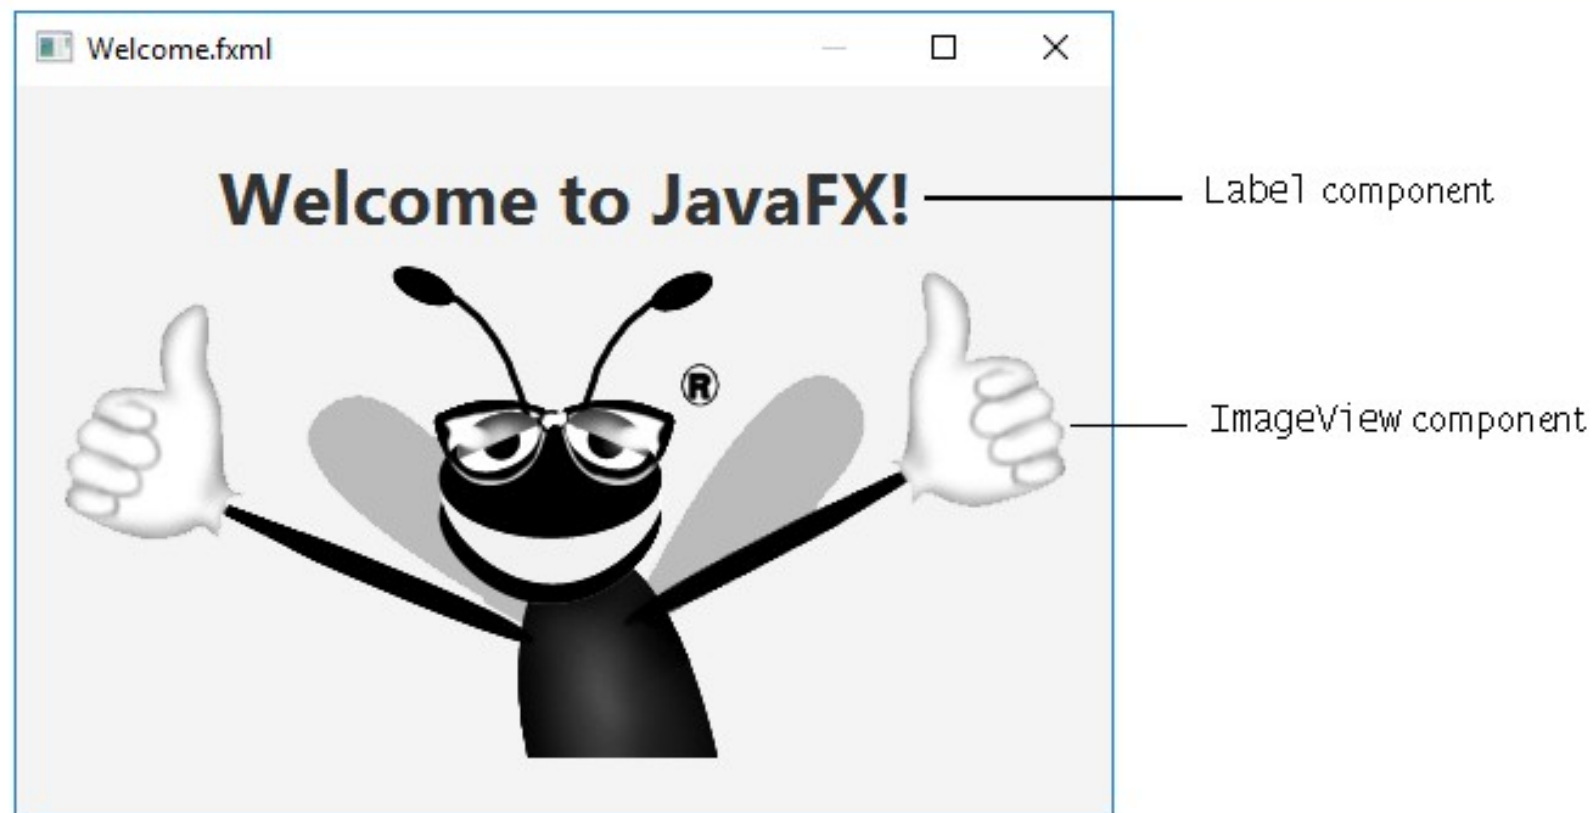 Welcome.fxml
Welcome to JavaFX!
Label component
®
ImageView component